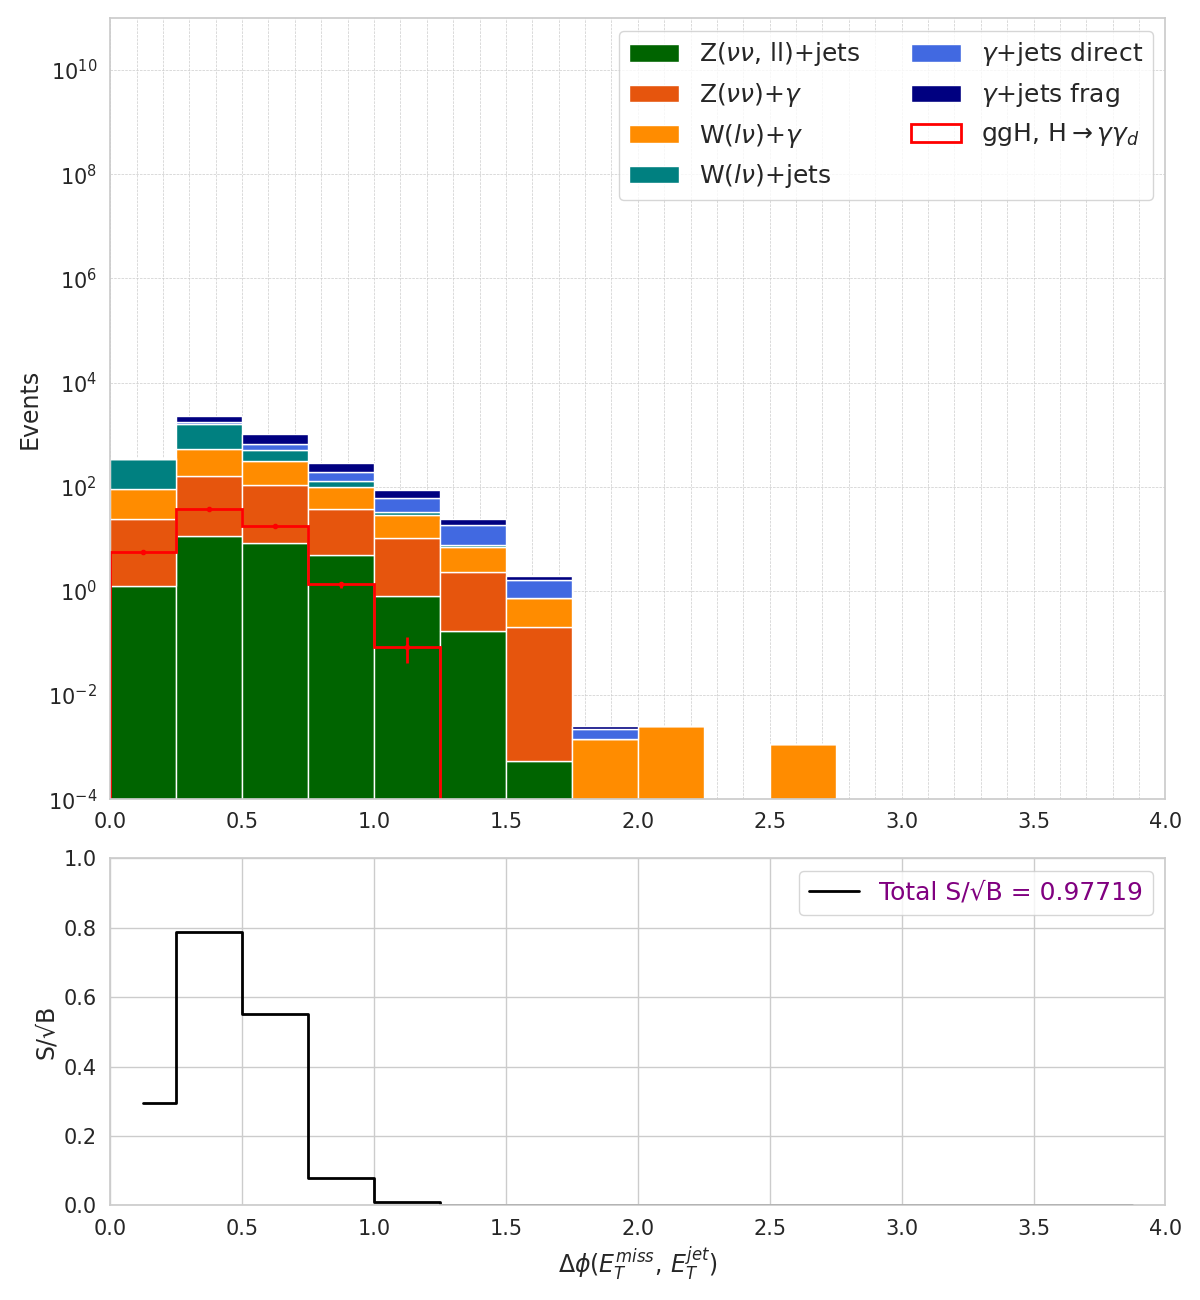 Z(νν, ll)+jets
Z(νν)+γ
W(lν)+γ
W(lν)+jets
γ+jets direct
γ+jets frag
ggH, H→γγ_d
Events
10^10
10^8
10^6
10^4
10^2
10^0
10^−2
10^−4
0.0 0.5 1.0 1.5 2.0 2.5 3.0 3.5 4.0
Total S/√B = 0.97719
S/√B
1.0
0.8
0.6
0.4
0.2
0.0
0.0 0.5 1.0 1.5 2.0 2.5 3.0 3.5 4.0
Δϕ(E_T^miss, E_T^jet)